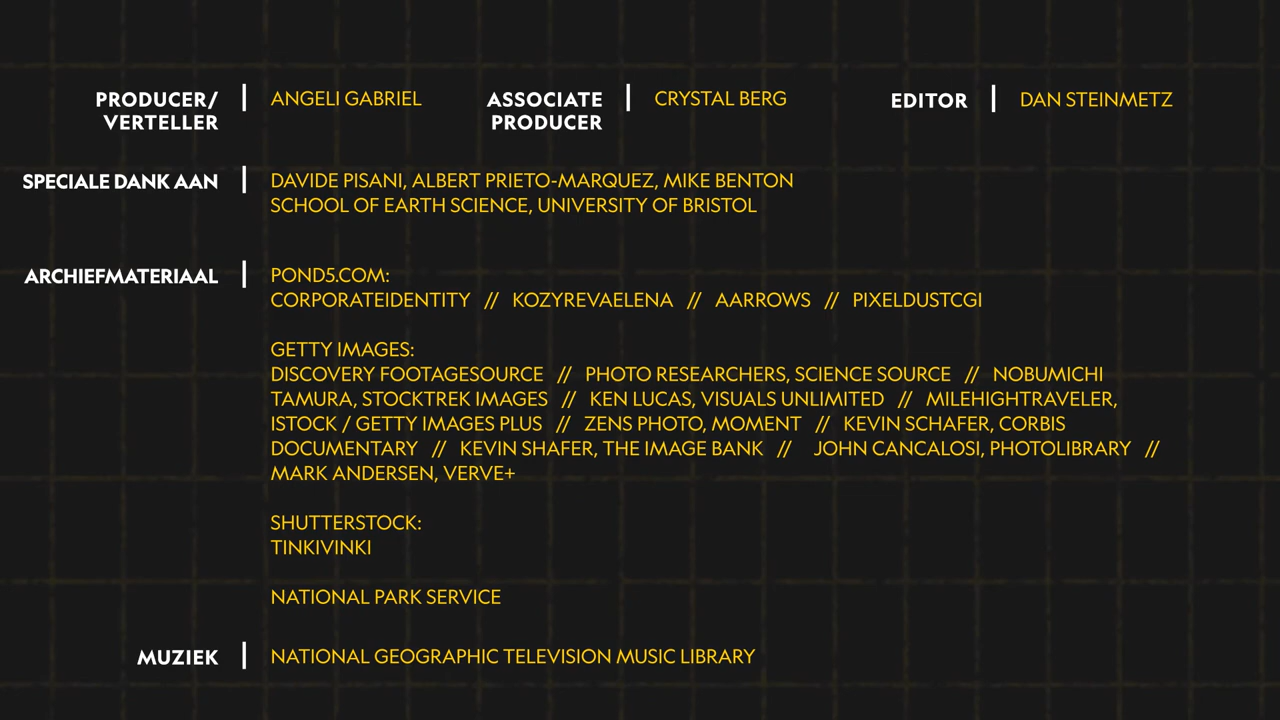 PRODUCER/ VERTELLER | ANGELI GABRIEL
ASSOCIATE PRODUCER | CRYSTAL BERG
EDITOR | DAN STEINMETZ
SPECIALE DANK AAN | DAVIDE PISANI, ALBERT PRIETO-MARQUEZ, MIKE BENTON
SCHOOL OF EARTH SCIENCE, UNIVERSITY OF BRISTOL
ARCHIEFMATERIAAL | POND5.COM:
CORPORATEIDENTITY // KOZYREVAELENA // AARROWS // PIXELDUSTCGI
GETTY IMAGES:
DISCOVERY FOOTAGESOURCE // PHOTO RESEARCHERS, SCIENCE SOURCE // NOBUMICHI
TAMURA, STOCKTREK IMAGES // KEN LUCAS, VISUALS UNLIMITED // MILEHIGHTRAVELER,
ISTOCK / GETTY IMAGES PLUS // ZENS PHOTO, MOMENT // KEVIN SCHAFER, CORBIS
DOCUMENTARY // KEVIN SHAFER, THE IMAGE BANK // JOHN CANCALOSI, PHOTOLIBRARY //
MARK ANDERSEN, VERVE+
SHUTTERSTOCK:
TINKIVINKI
NATIONAL PARK SERVICE
MUZIEK | NATIONAL GEOGRAPHIC TELEVISION MUSIC LIBRARY